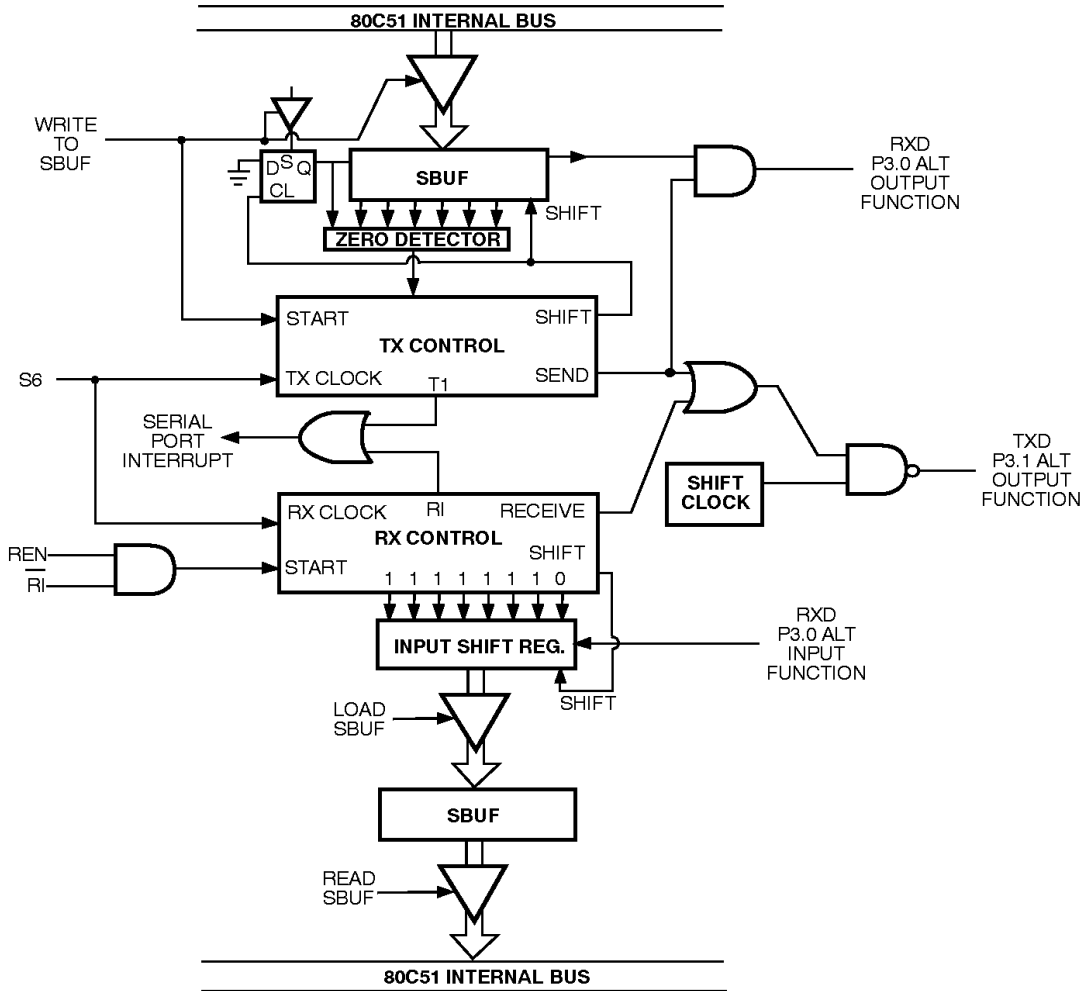 80C51 INTERNAL BUS
WRITE
TO
SBUF
D S Q
CL
SBUF
SHIFT
RXD
P3.0 ALT
OUTPUT
FUNCTION
ZERO DETECTOR
START
SHIFT
TX CONTROL
S6
TX CLOCK
T1
SEND
SERIAL
PORT
INTERRUPT
TXD
P3.1 ALT
OUTPUT
FUNCTION
SHIFT
CLOCK
RX CLOCK
RI
RECEIVE
RX CONTROL
SHIFT
REN
RI
START
1 1 1 1 1 1 1 0
INPUT SHIFT REG.
RXD
P3.0 ALT
INPUT
FUNCTION
SHIFT
LOAD
SBUF
SBUF
READ
SBUF
80C51 INTERNAL BUS